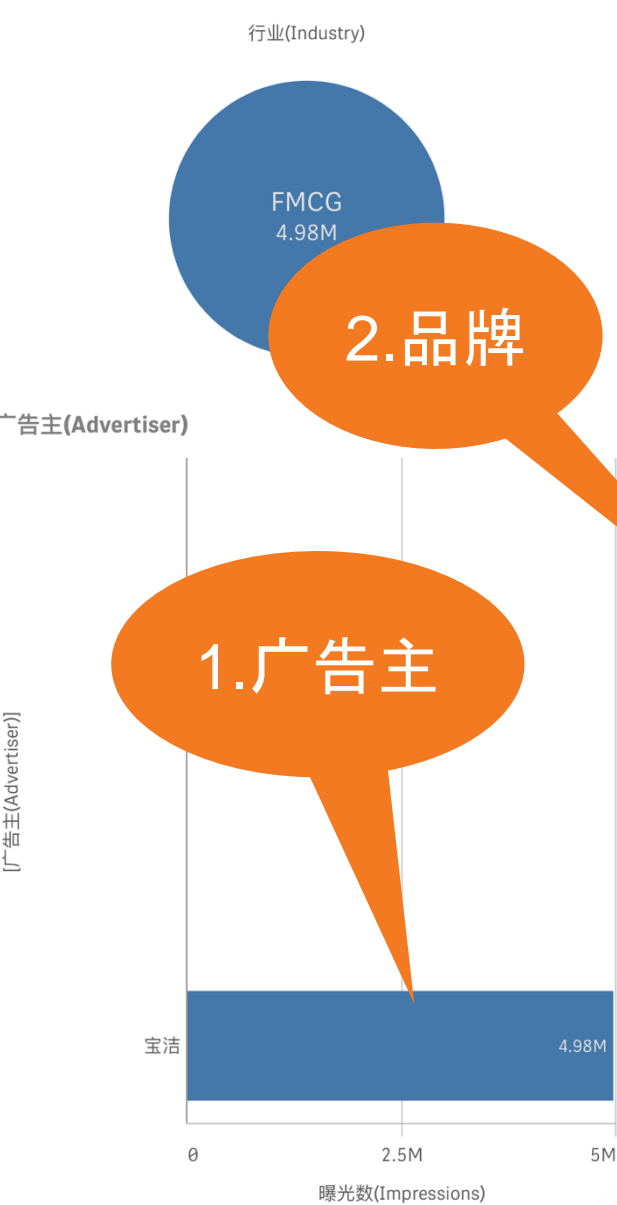 行业(Industry)
FMCG
4.98M
2.品牌
广告主(Advertiser)
1.广告主
[广告主(Advertiser)]
宝洁
4.98M
0
2.5M
5M
曝光数(Impressions)